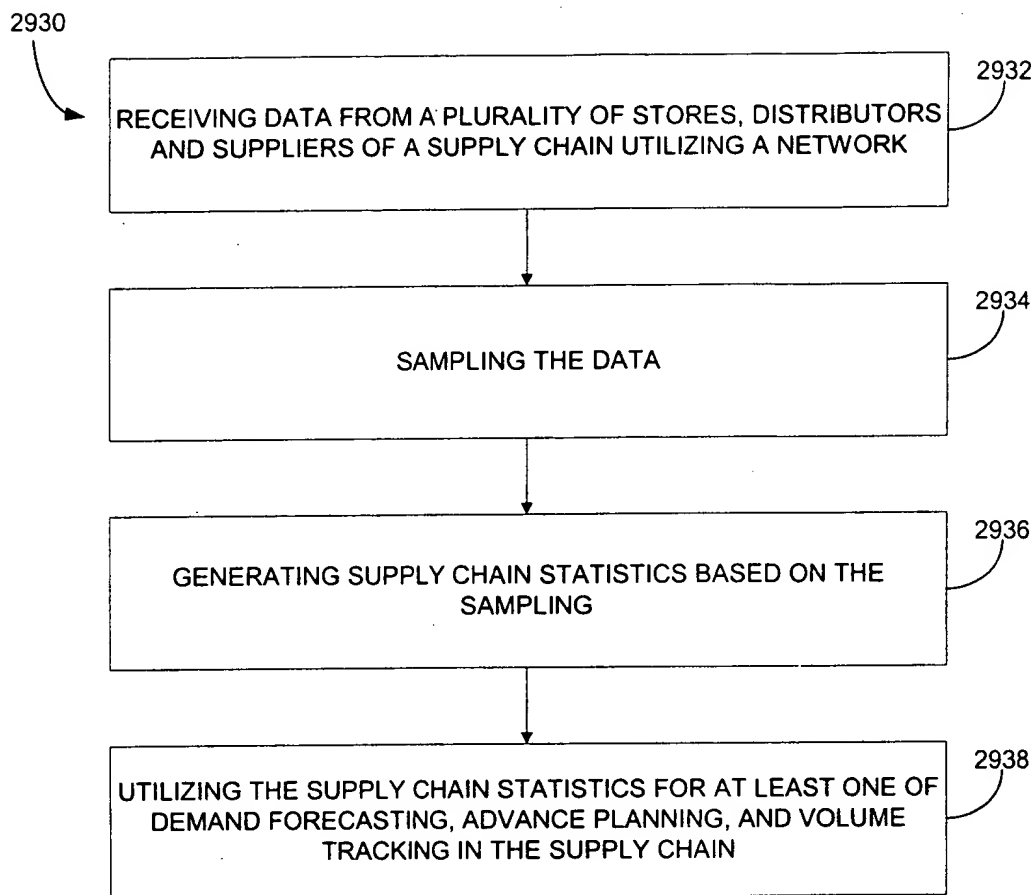 2930
2932
RECEIVING DATA FROM A PLURALITY OF STORES, DISTRIBUTORS
AND SUPPLIERS OF A SUPPLY CHAIN UTILIZING A NETWORK
2934
SAMPLING THE DATA
2936
GENERATING SUPPLY CHAIN STATISTICS BASED ON THE
SAMPLING
2938
UTILIZING THE SUPPLY CHAIN STATISTICS FOR AT LEAST ONE OF
DEMAND FORECASTING, ADVANCE PLANNING, AND VOLUME
TRACKING IN THE SUPPLY CHAIN